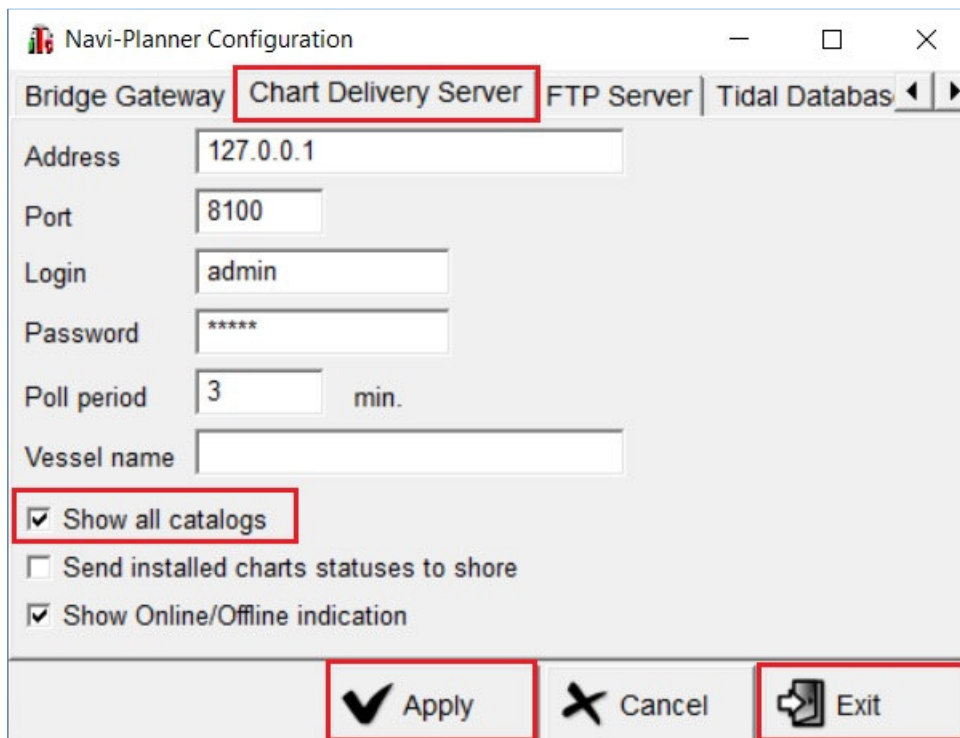 Navi-Planner Configuration
Bridge Gateway Chart Delivery Server FTP Server Tidal Databas
Address 127.0.0.1
Port 8100
Login admin
Password *****
Poll period 3 min.
Vessel name
Show all catalogs
Send installed charts statuses to shore
Show Online/Offline indication
Apply Cancel Exit